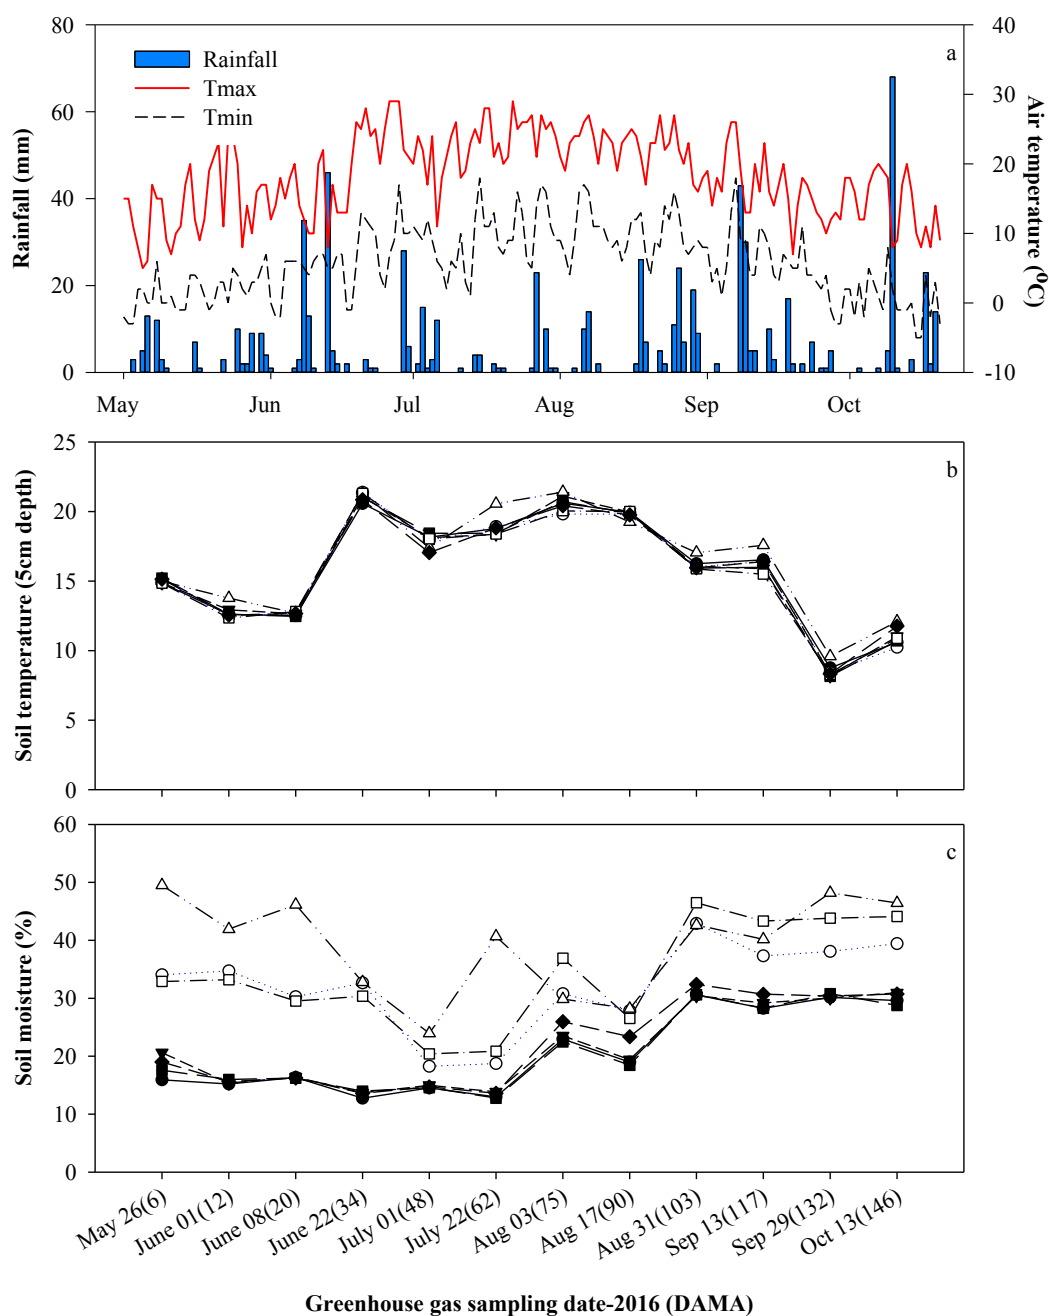 80
60
40
20
0
Rainfall (mm)
Rainfall
Tmax
Tmin
a
40
30
20
10
0
-10
Air temperature (⁰C)
May
Jun
Jul
Aug
Sep
Oct
25
20
15
10
5
0
Soil temperature (5cm depth)
b
60
50
40
30
20
10
0
Soil moisture (%)
c
May 26(6)
June 01(12)
June 08(20)
June 22(34)
July 01(48)
July 22(62)
Aug 03(75)
Aug 17(90)
Aug 31(103)
Sep 13(117)
Sep 29(132)
Oct 13(146)
Greenhouse gas sampling date-2016 (DAMA)